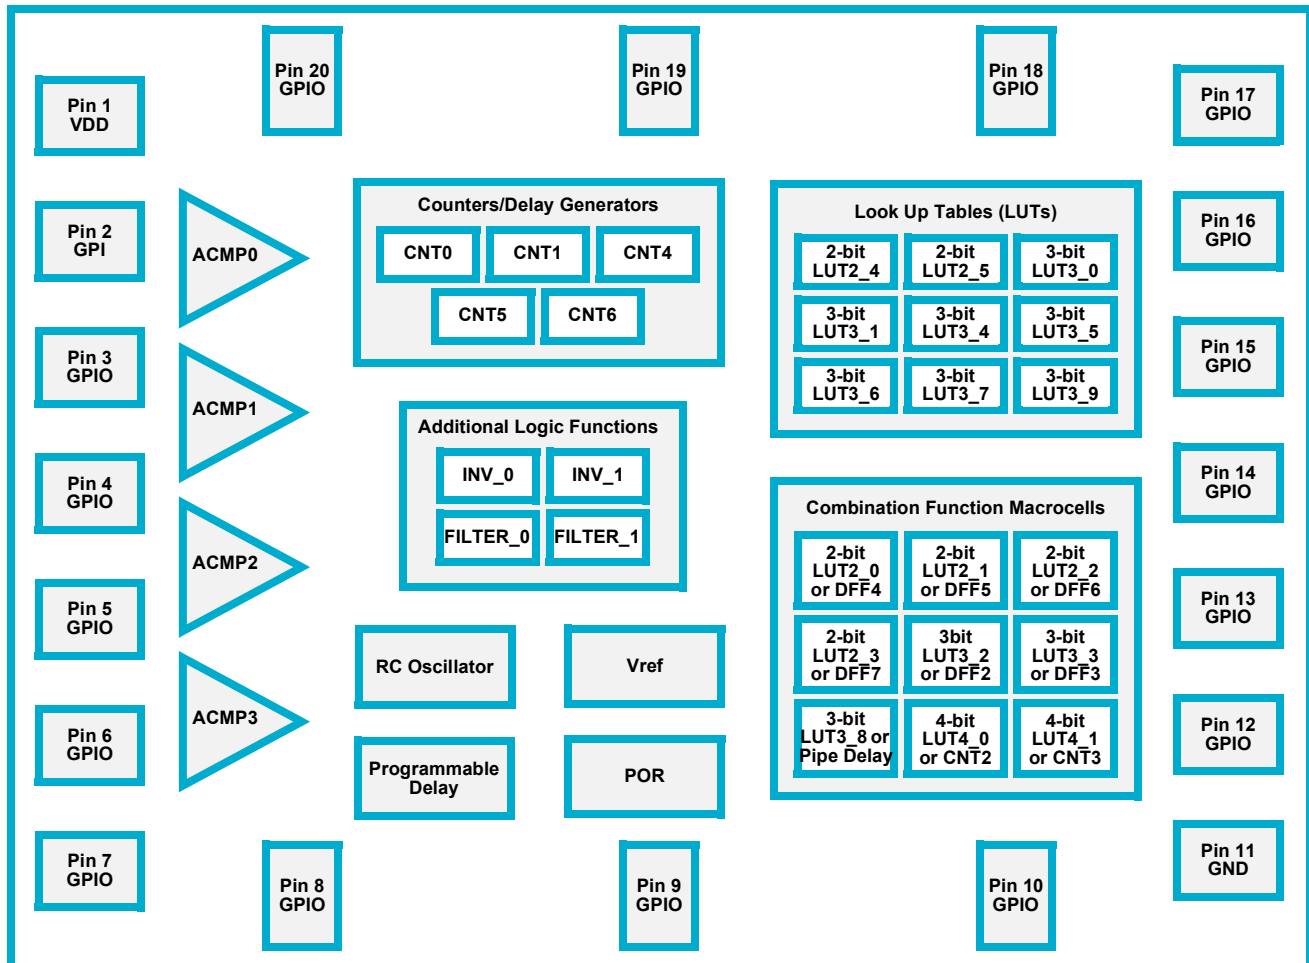 Pin 20
GPIO
Pin 19
GPIO
Pin 18
GPIO
Pin 1
VDD
Pin 2
GPI
Pin 3
GPIO
Pin 4
GPIO
Pin 5
GPIO
Pin 6
GPIO
Pin 7
GPIO
ACMP0
ACMP1
ACMP2
ACMP3
Counters/Delay Generators
CNT0
CNT1
CNT4
CNT5
CNT6
Additional Logic Functions
INV_0
INV_1
FILTER_0
FILTER_1
RC Oscillator
Vref
Programmable
Delay
POR
Look Up Tables (LUTs)
2-bit
LUT2_4
2-bit
LUT2_5
3-bit
LUT3_0
3-bit
LUT3_1
3-bit
LUT3_4
3-bit
LUT3_5
3-bit
LUT3_6
3-bit
LUT3_7
3-bit
LUT3_9
Combination Function Macrocells
2-bit
LUT2_0
or DFF4
2-bit
LUT2_1
or DFF5
2-bit
LUT2_2
or DFF6
2-bit
LUT2_3
or DFF7
3bit
LUT3_2
or DFF2
3-bit
LUT3_3
or DFF3
3-bit
LUT3_8 or
Pipe Delay
4-bit
LUT4_0
or CNT2
4-bit
LUT4_1
or CNT3
Pin 17
GPIO
Pin 16
GPIO
Pin 15
GPIO
Pin 14
GPIO
Pin 13
GPIO
Pin 12
GPIO
Pin 11
GND
Pin 8
GPIO
Pin 9
GPIO
Pin 10
GPIO